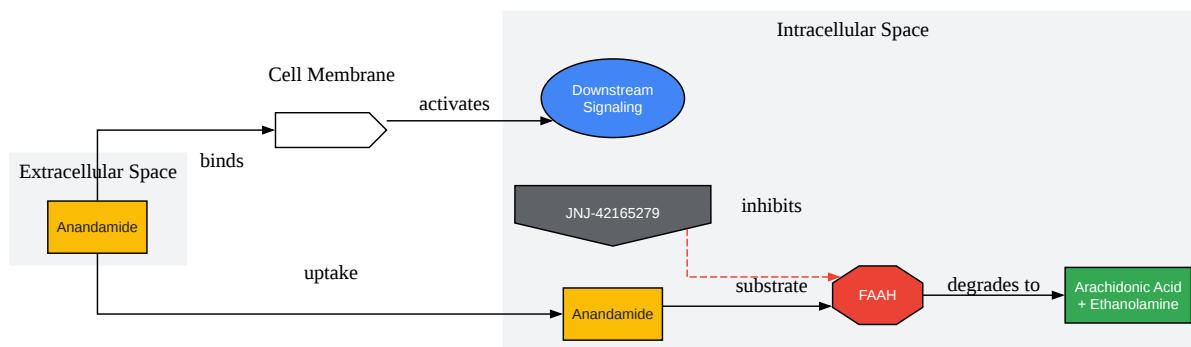 Intracellular Space
Cell Membrane
Downstream
Signaling
activates
binds
Extracellular Space
Anandamide
JNJ-42165279
inhibits
uptake
substrate
Anandamide
FAAH
degrades to
Arachidonic Acid
+ Ethanolamine